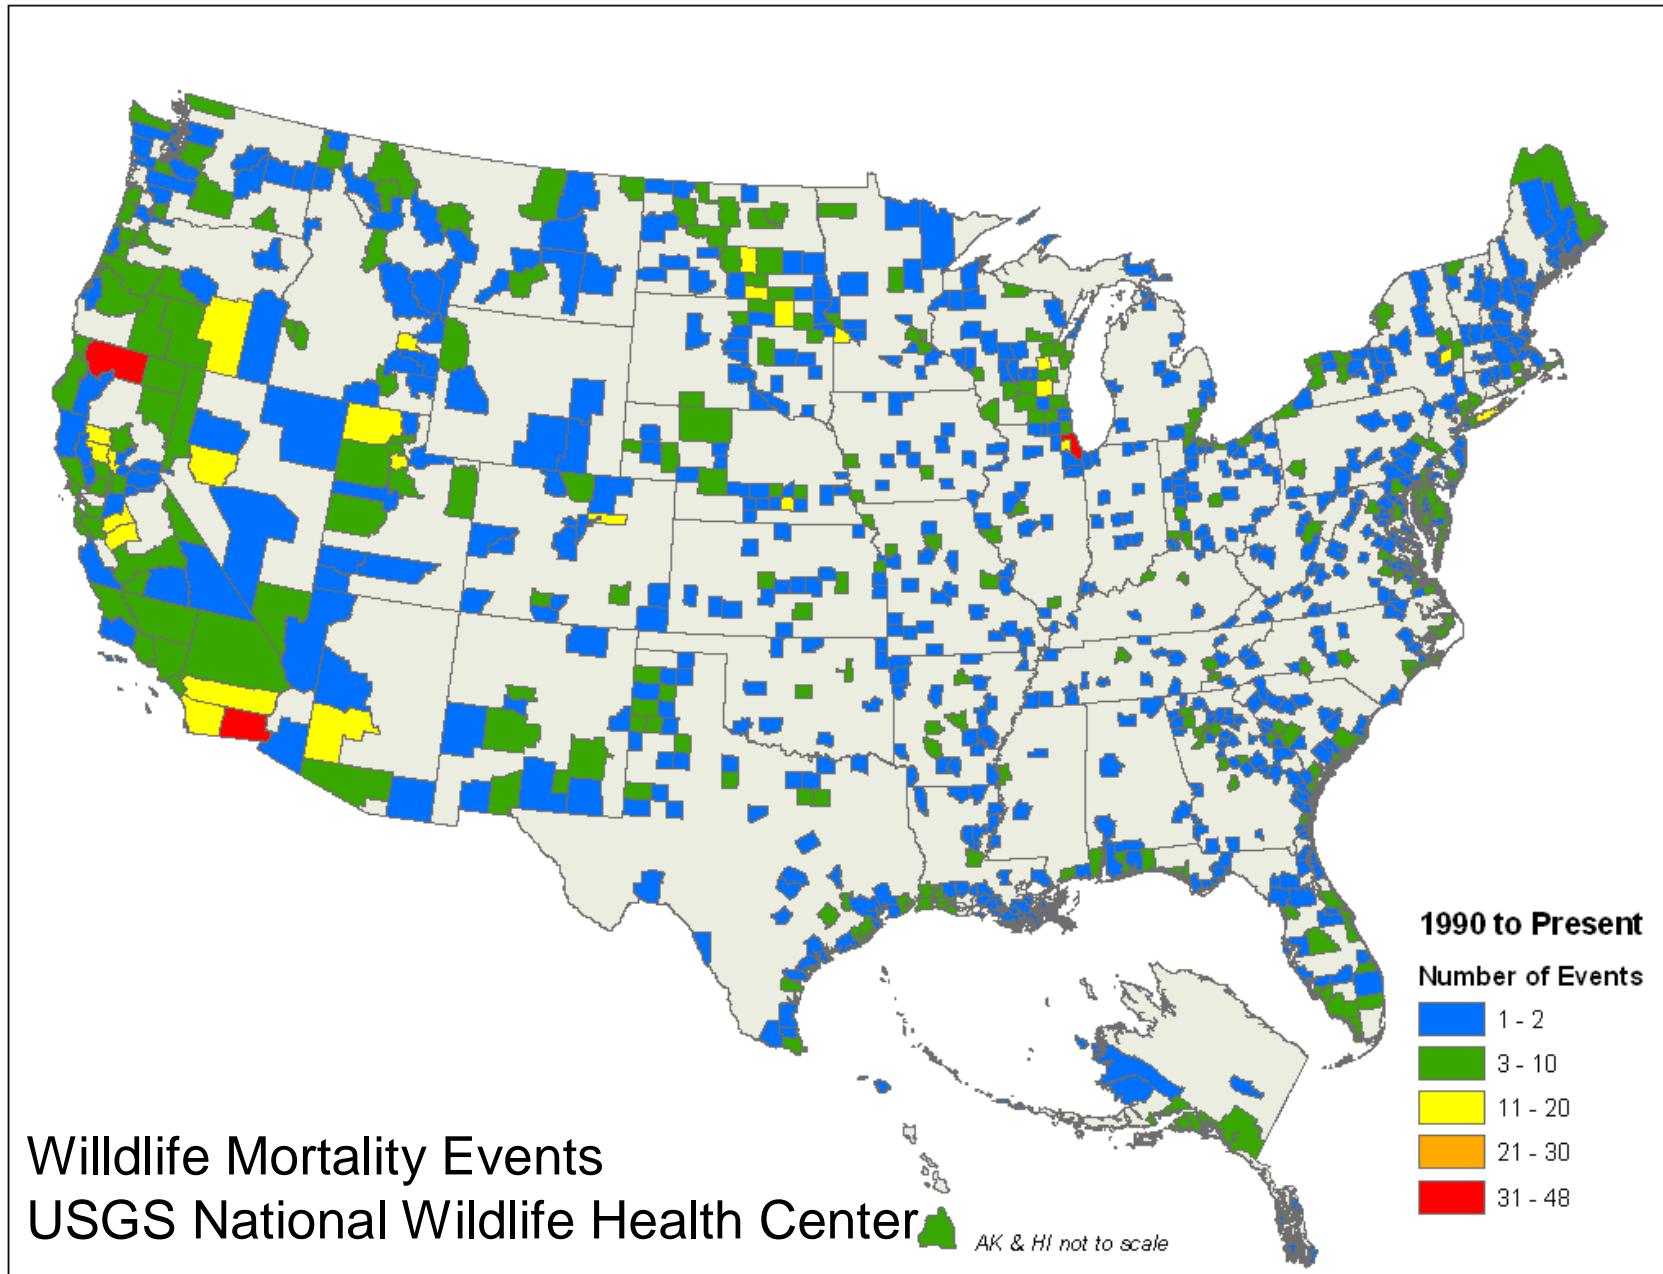 1990 to Present
Number of Events
1 - 2
3 - 10
11 - 20
21 - 30
31 - 48
Willdlife Mortality Events
USGS National Wildlife Health Center
AK & HI not to scale